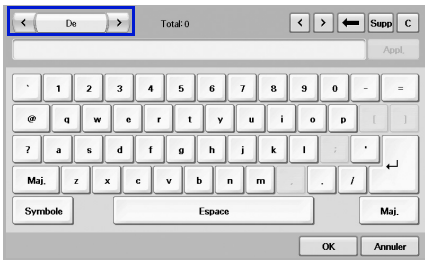 < De > Total: 0 < > ← Supp C
Appl.
` 1 2 3 4 5 6 7 8 9 0 - =
@ q w e r t y u i o p [ ]
? a s d f g h j k l ; ' ↵
Maj. z x c v b n m , . /
Symbole Espace Maj.
OK Annuler